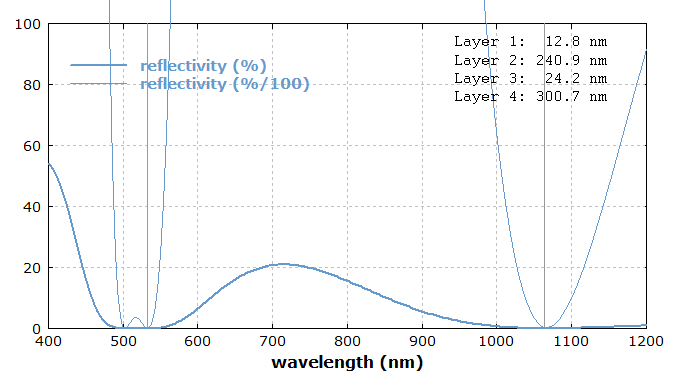 100
80
60
40
20
0
reflectivity (%)
reflectivity (%/100)
Layer 1:  12.8 nm
Layer 2: 240.9 nm
Layer 3:  24.2 nm
Layer 4: 300.7 nm
400 500 600 700 800 900 1000 1100 1200
wavelength (nm)